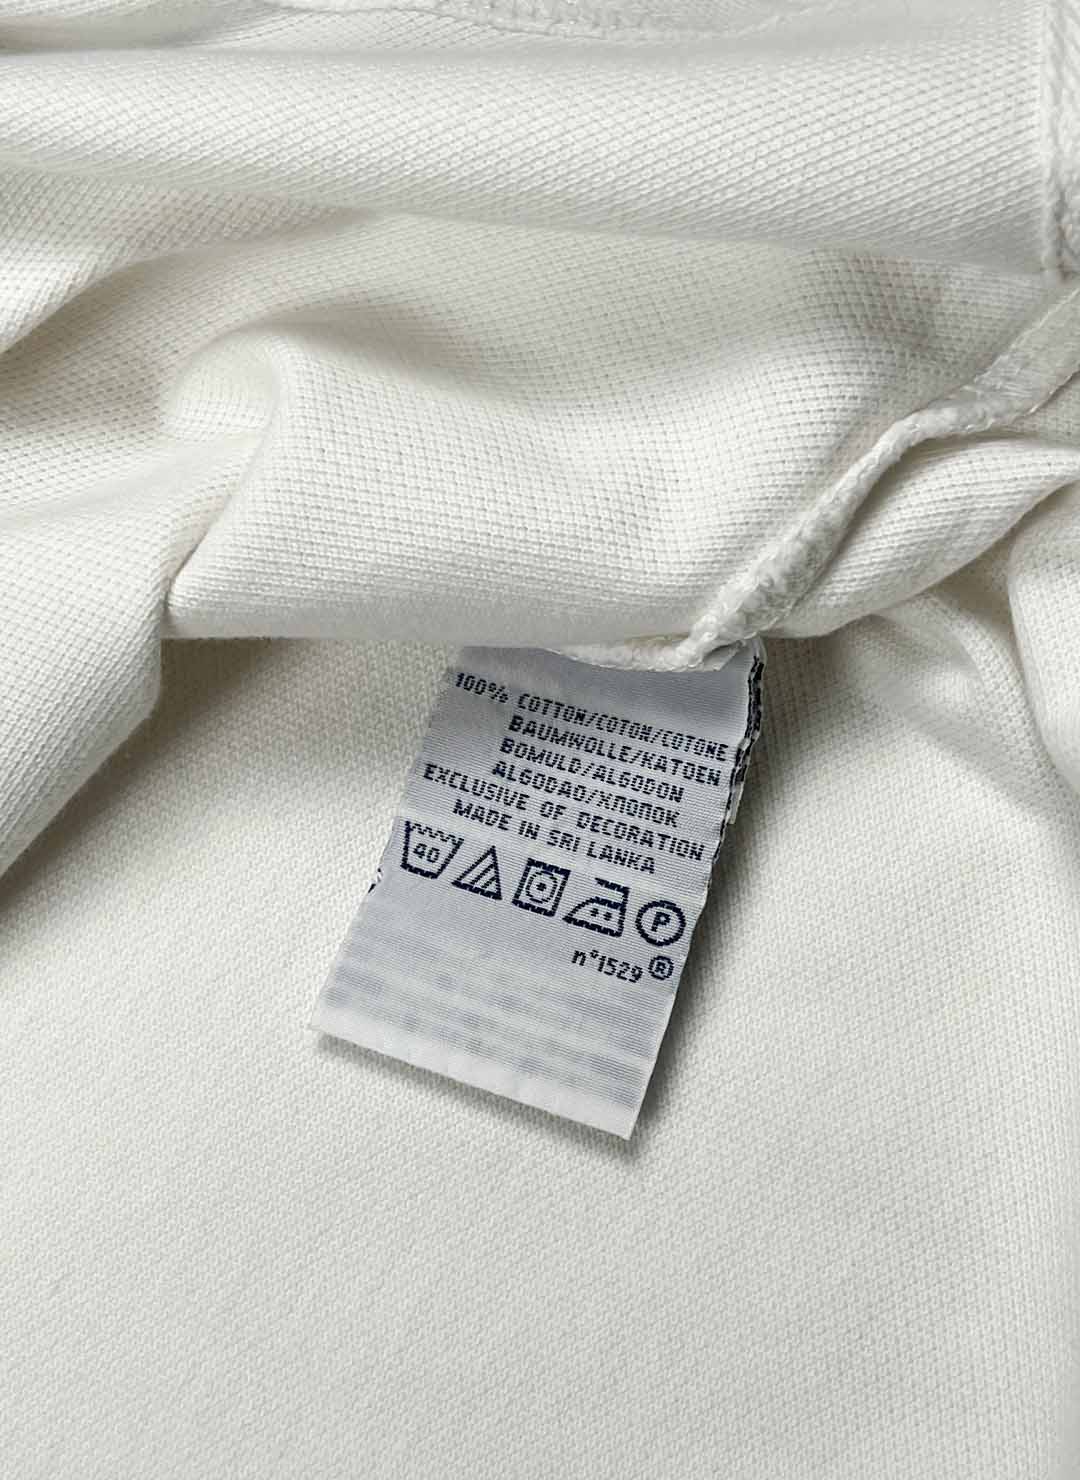 100% COTTON/COTON/COTONE
BAUMWOLLE/KATOEN
BOMULD/ALGODON
ALGODAO/ХЛОПОК
EXCLUSIVE OF DECORATION
MADE IN SRI LANKA
40 P
n°1529 ®